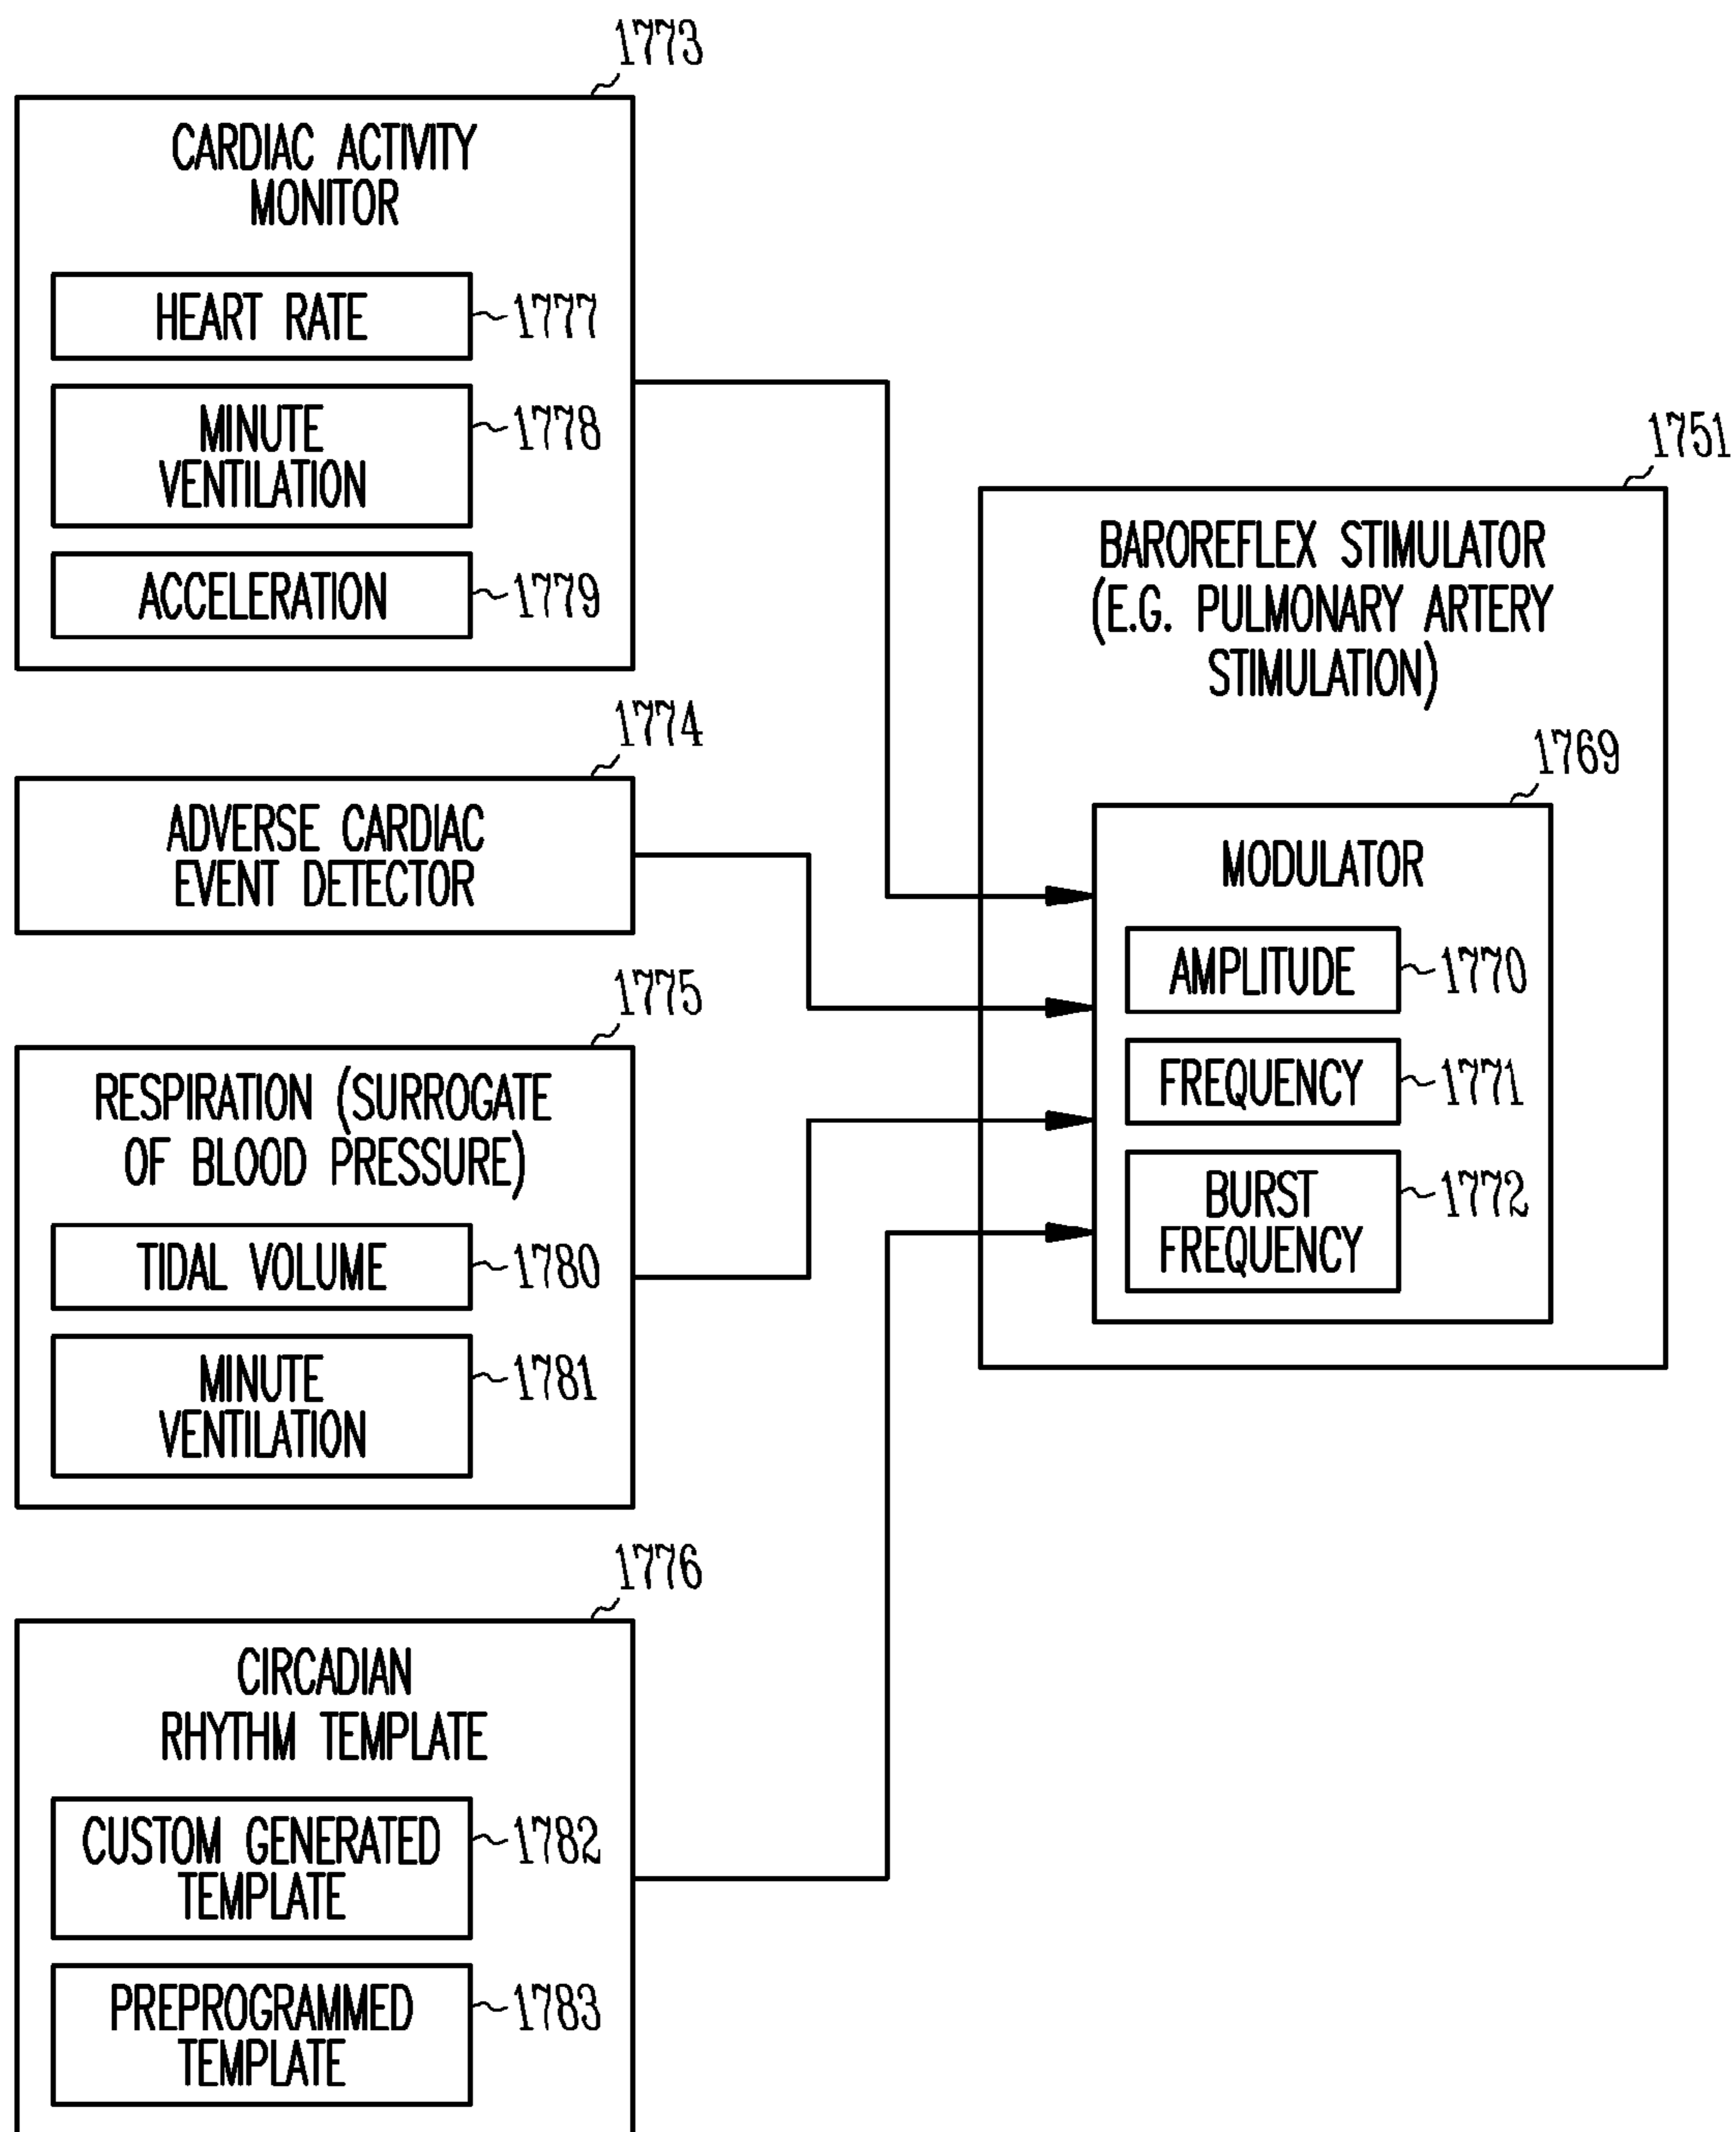 1773
CARDIAC ACTIVITY
MONITOR
HEART RATE
1777
MINUTE
VENTILATION
1778
ACCELERATION
1779
1774
ADVERSE CARDIAC
EVENT DETECTOR
1775
RESPIRATION (SURROGATE
OF BLOOD PRESSURE)
TIDAL VOLUME
1780
MINUTE
VENTILATION
1781
1776
CIRCADIAN
RHYTHM TEMPLATE
CUSTOM GENERATED
TEMPLATE
1782
PREPROGRAMMED
TEMPLATE
1783
1751
BAROREFLEX STIMULATOR
(E.G. PULMONARY ARTERY
STIMULATION)
1769
MODULATOR
AMPLITUDE
1770
FREQUENCY
1771
BURST
FREQUENCY
1772